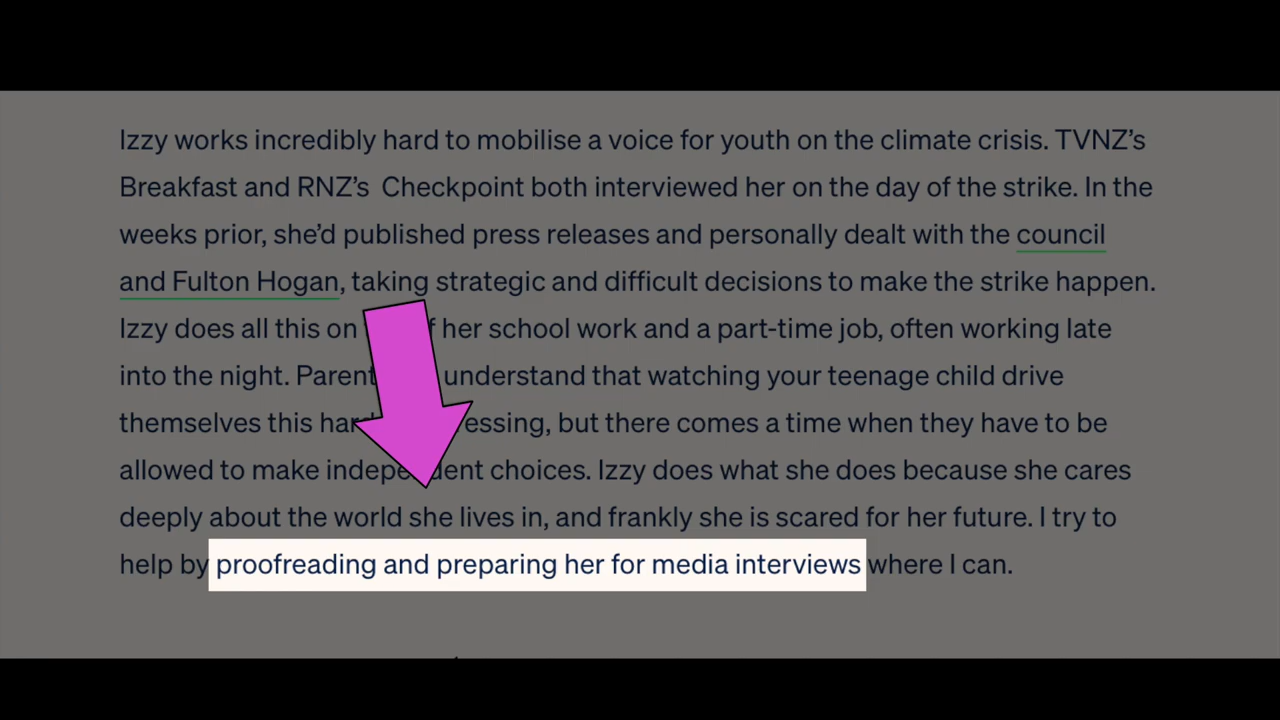 Izzy works incredibly hard to mobilise a voice for youth on the climate crisis. TVNZ’s
Breakfast and RNZ’s Checkpoint both interviewed her on the day of the strike. In the
weeks prior, she’d published press releases and personally dealt with the council
and Fulton Hogan, taking strategic and difficult decisions to make the strike happen.
Izzy does all this on her school work and a part-time job, often working late
into the night. understand that watching your teenage child drive
themselves this but there comes a time when they have to be
allowed to make independent choices. Izzy does what she does because she cares
deeply about the world she lives in, and frankly she is scared for her future. I try to
help by proofreading and preparing her for media interviews where I can.